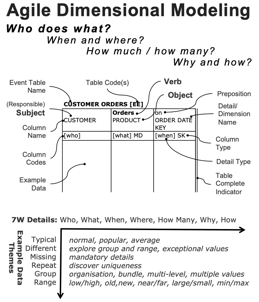 Agile Dimensional Modeling
Who does what?
When and where?
How much / how many?
Why and how?
Event Table Name
Table Code(s)
Verb
Object
Preposition
(Responsible)
Subject
CUSTOMER ORDERS [EE]
Orders
on
CUSTOMER
PRODUCT
ORDER DATE
KEY
Detail/
Dimension
Name
Column
Name
[who]
[what] MD
[when] SK
Column
Type
Column
Codes
Detail Type
Example
Data
Table
Complete
Indicator
7W Details: Who, What, When, Where, How Many, Why, How
Example Data
Themes
Typical normal, popular, average
Different explore group and range, exceptional values
Missing mandatory details
Repeat discover uniqueness
Group organisation, bundle, multi-level, multiple values
Range low/high, old,new, near/far, large/small, min/max